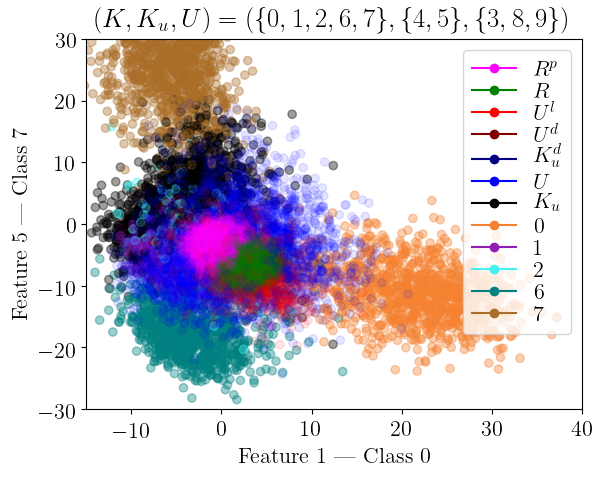 (K, K_u, U) = ({0, 1, 2, 6, 7}, {4, 5}, {3, 8, 9})
30
20
10
0
−10
−20
−30
Feature 5 — Class 7
−10
0
10
20
30
40
Feature 1 — Class 0
R^p
R
U^l
U^d
K_u^d
U
K_u
0
1
2
6
7